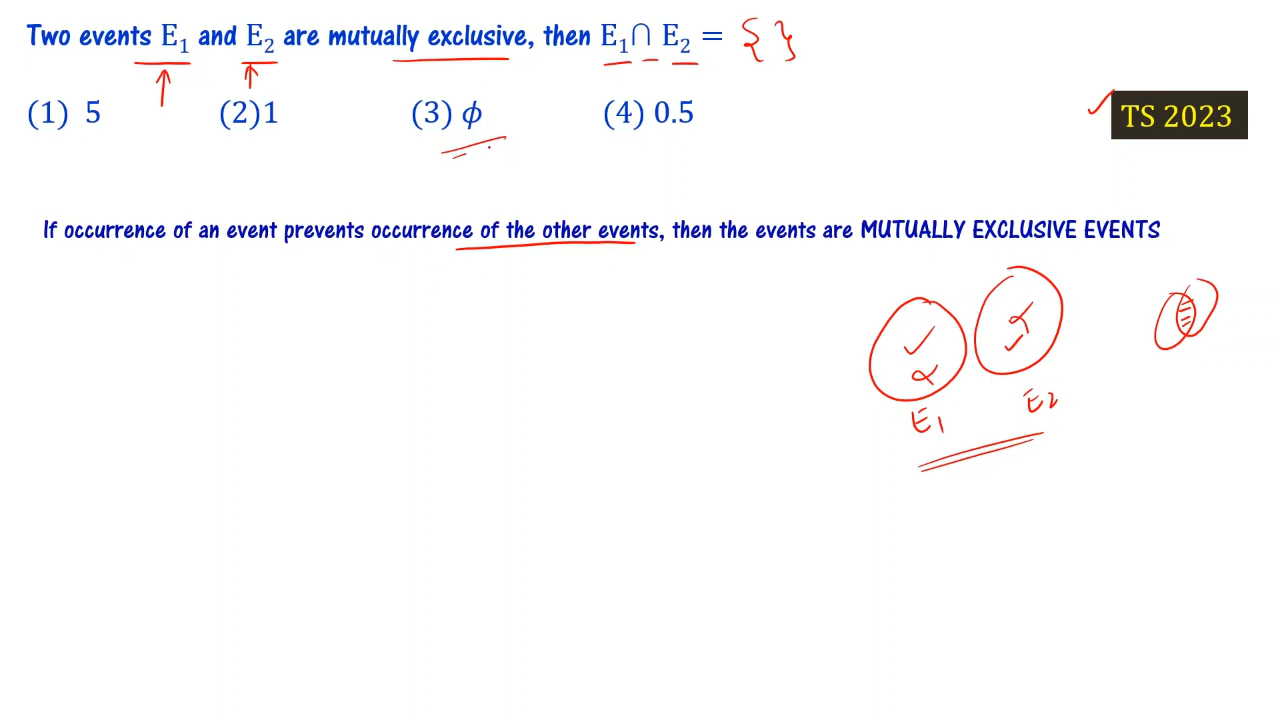 Two events E₁ and E₂ are mutually exclusive, then E₁∩ E₂ = { }
(1) 5 (2)1 (3) ϕ (4) 0.5
TS 2023
If occurrence of an event prevents occurrence of the other events, then the events are MUTUALLY EXCLUSIVE EVENTS
E1 E2